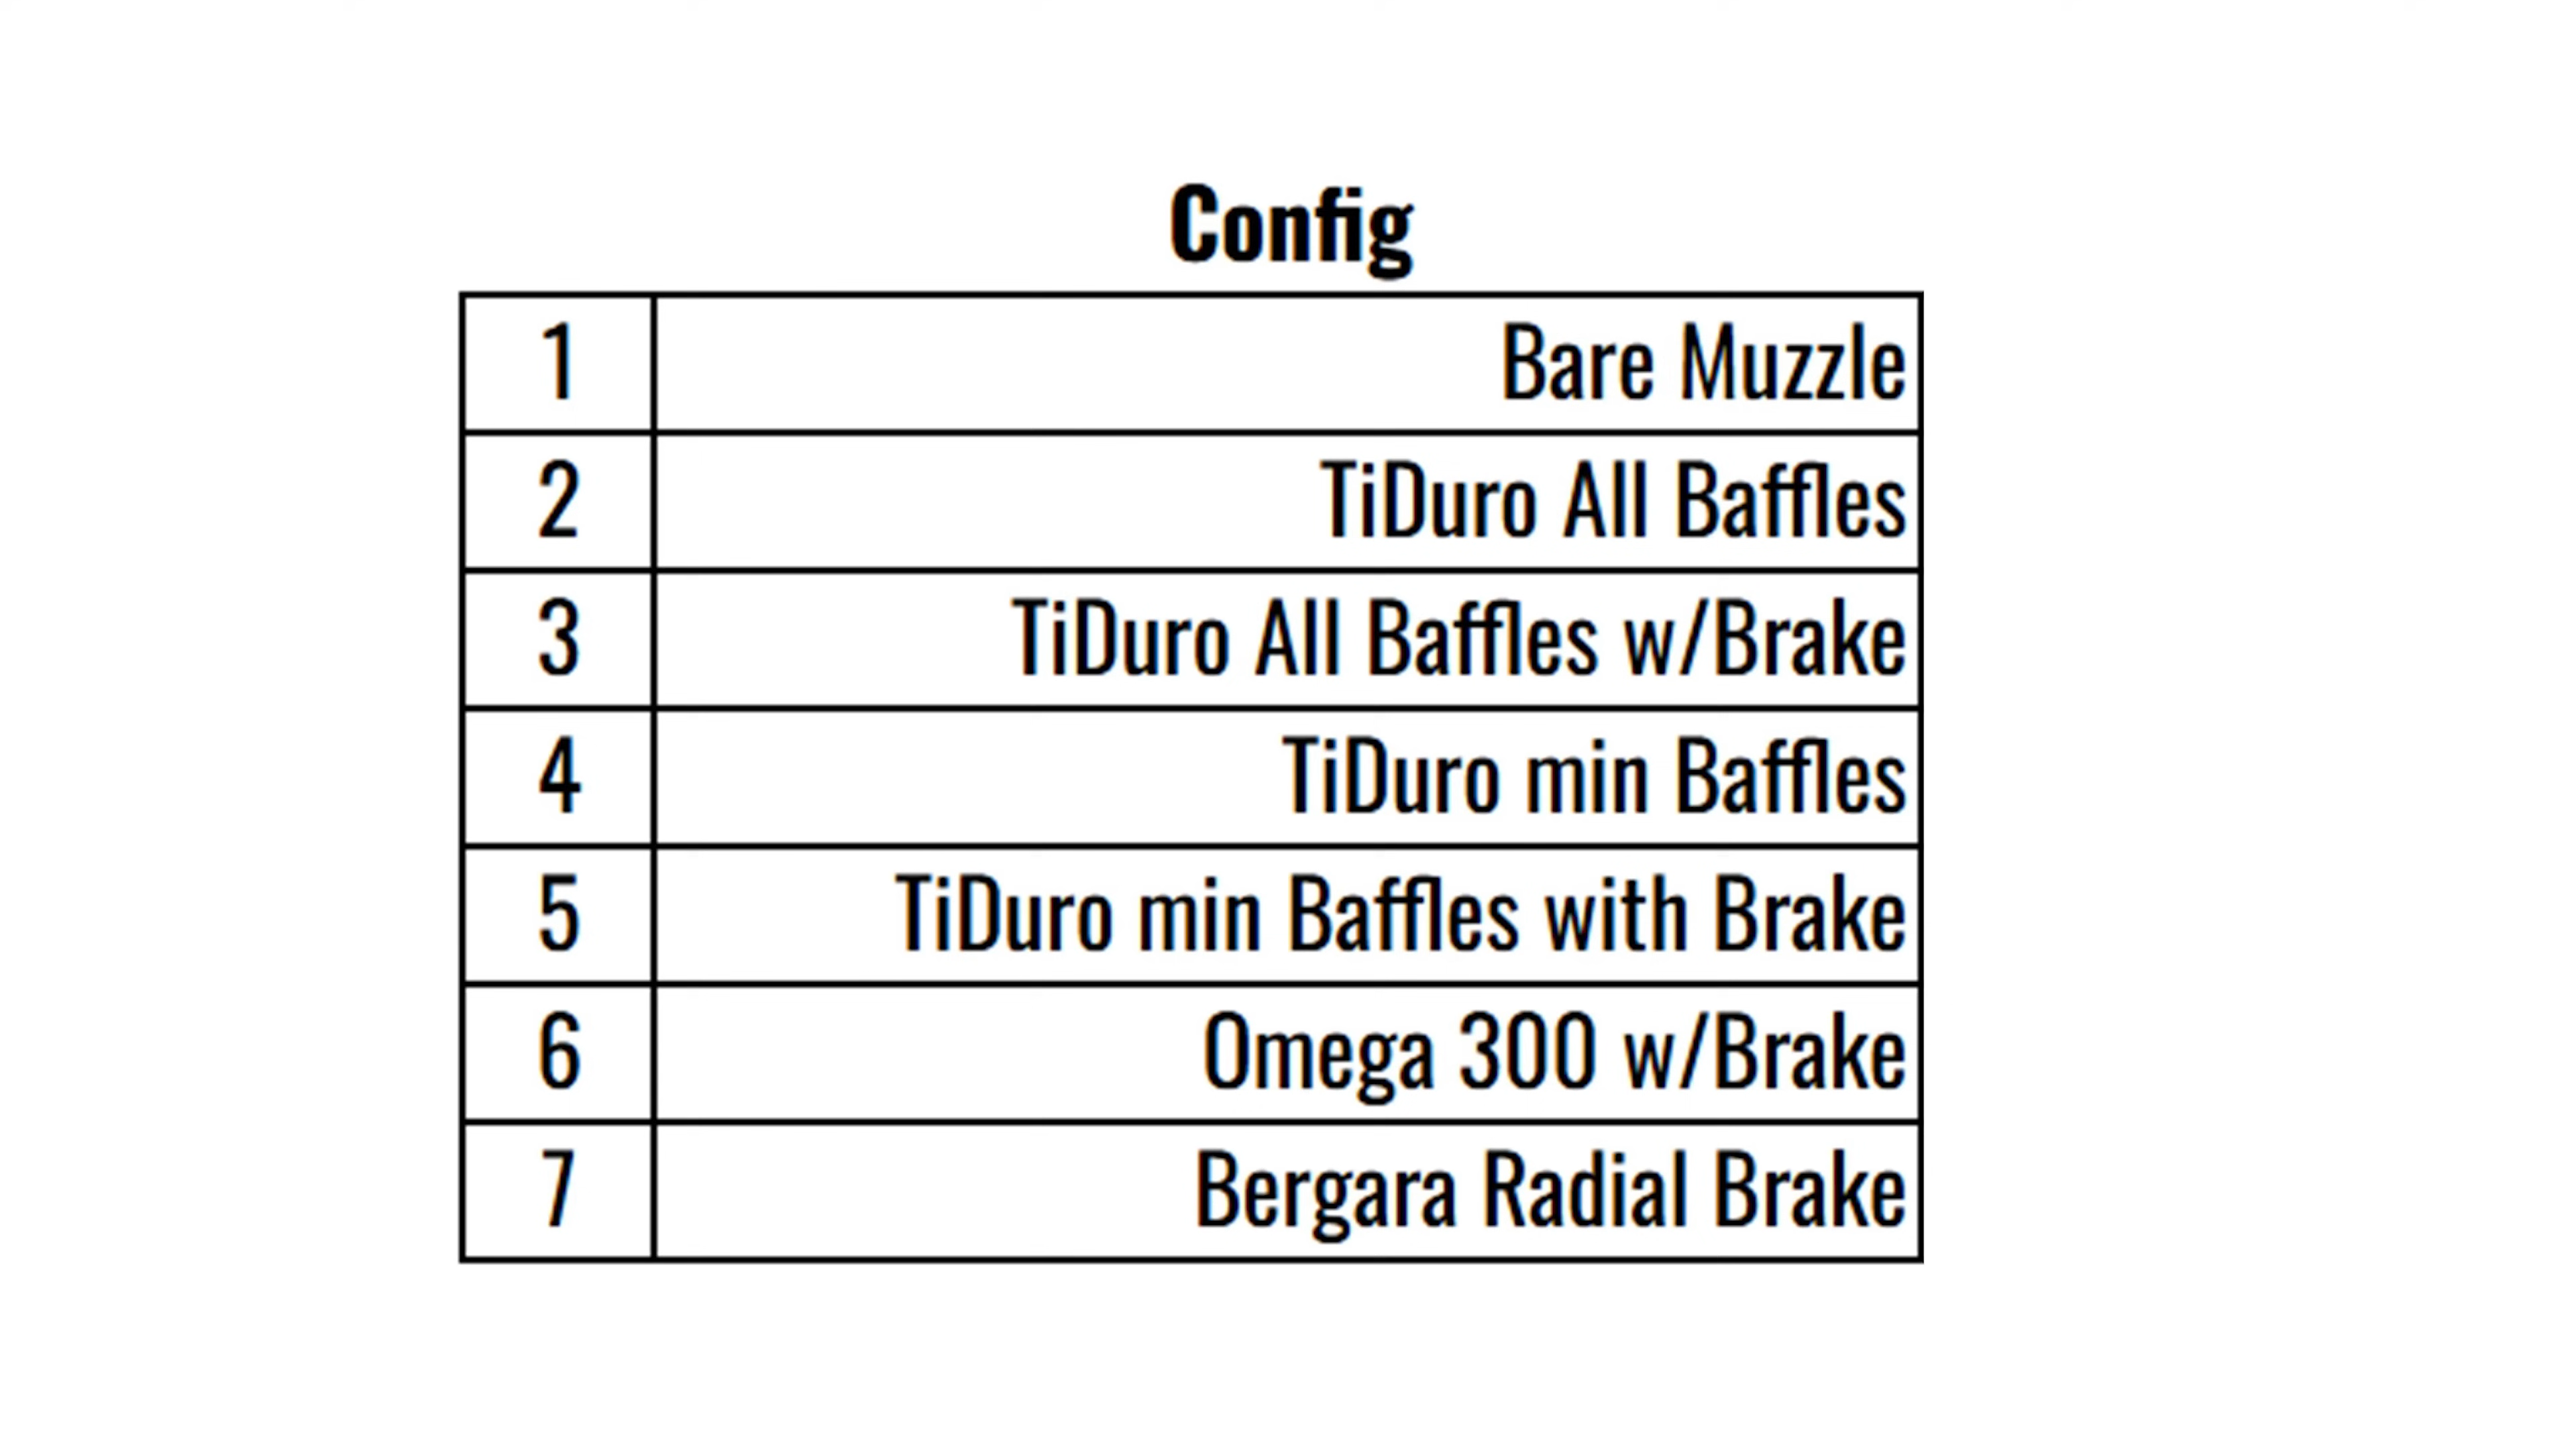 Config
1 Bare Muzzle
2 TiDuro All Baffles
3 TiDuro All Baffles w/Brake
4 TiDuro min Baffles
5 TiDuro min Baffles with Brake
6 Omega 300 w/Brake
7 Bergara Radial Brake